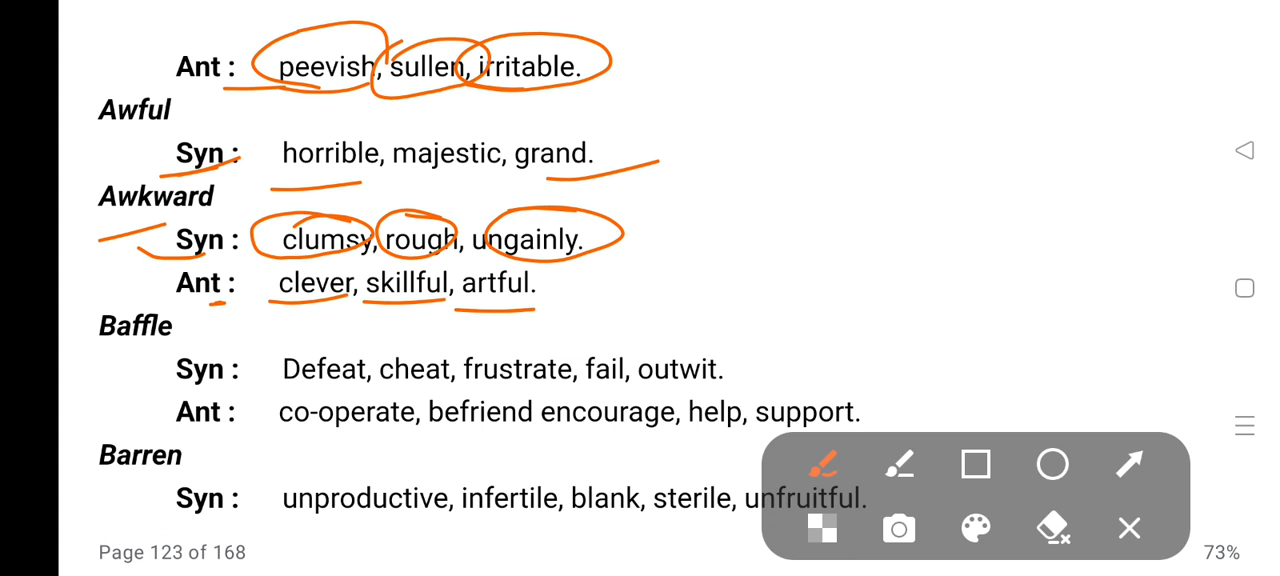 Ant : peevish, sullen, irritable.
Awful
Syn : horrible, majestic, grand.
Awkward
Syn : clumsy, rough, ungainly.
Ant : clever, skillful, artful.
Baffle
Syn : Defeat, cheat, frustrate, fail, outwit.
Ant : co-operate, befriend encourage, help, support.
Barren
Syn : unproductive, infertile, blank, sterile, unfruitful.
Page 123 of 168 73%